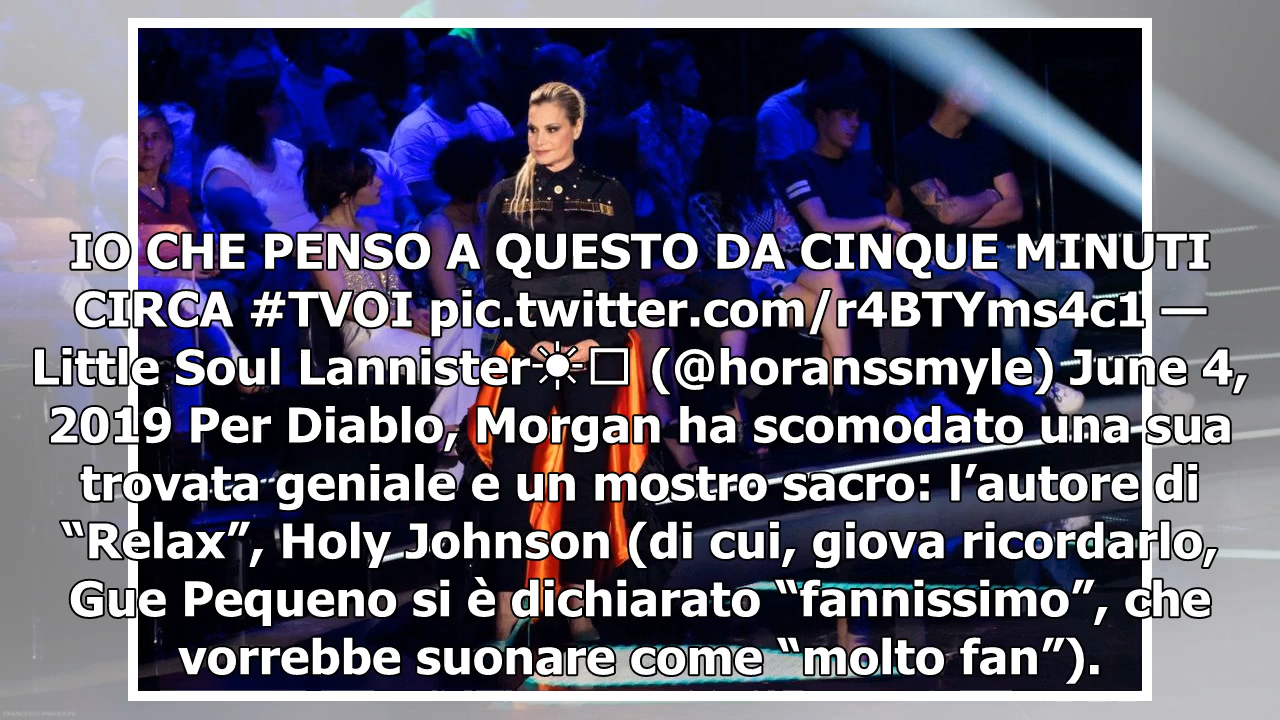 IO CHE PENSO A QUESTO DA CINQUE MINUTI
CIRCA #TVOI pic.twitter.com/r4BTYms4c1 —
Little Soul Lannister☀□ (@horanssmyle) June 4,
2019 Per Diablo, Morgan ha scomodato una sua
trovata geniale e un mostro sacro: l’autore di
“Relax”, Holy Johnson (di cui, giova ricordarlo,
Gue Pequeno si è dichiarato “fannissimo”, che
vorrebbe suonare come “molto fan”).